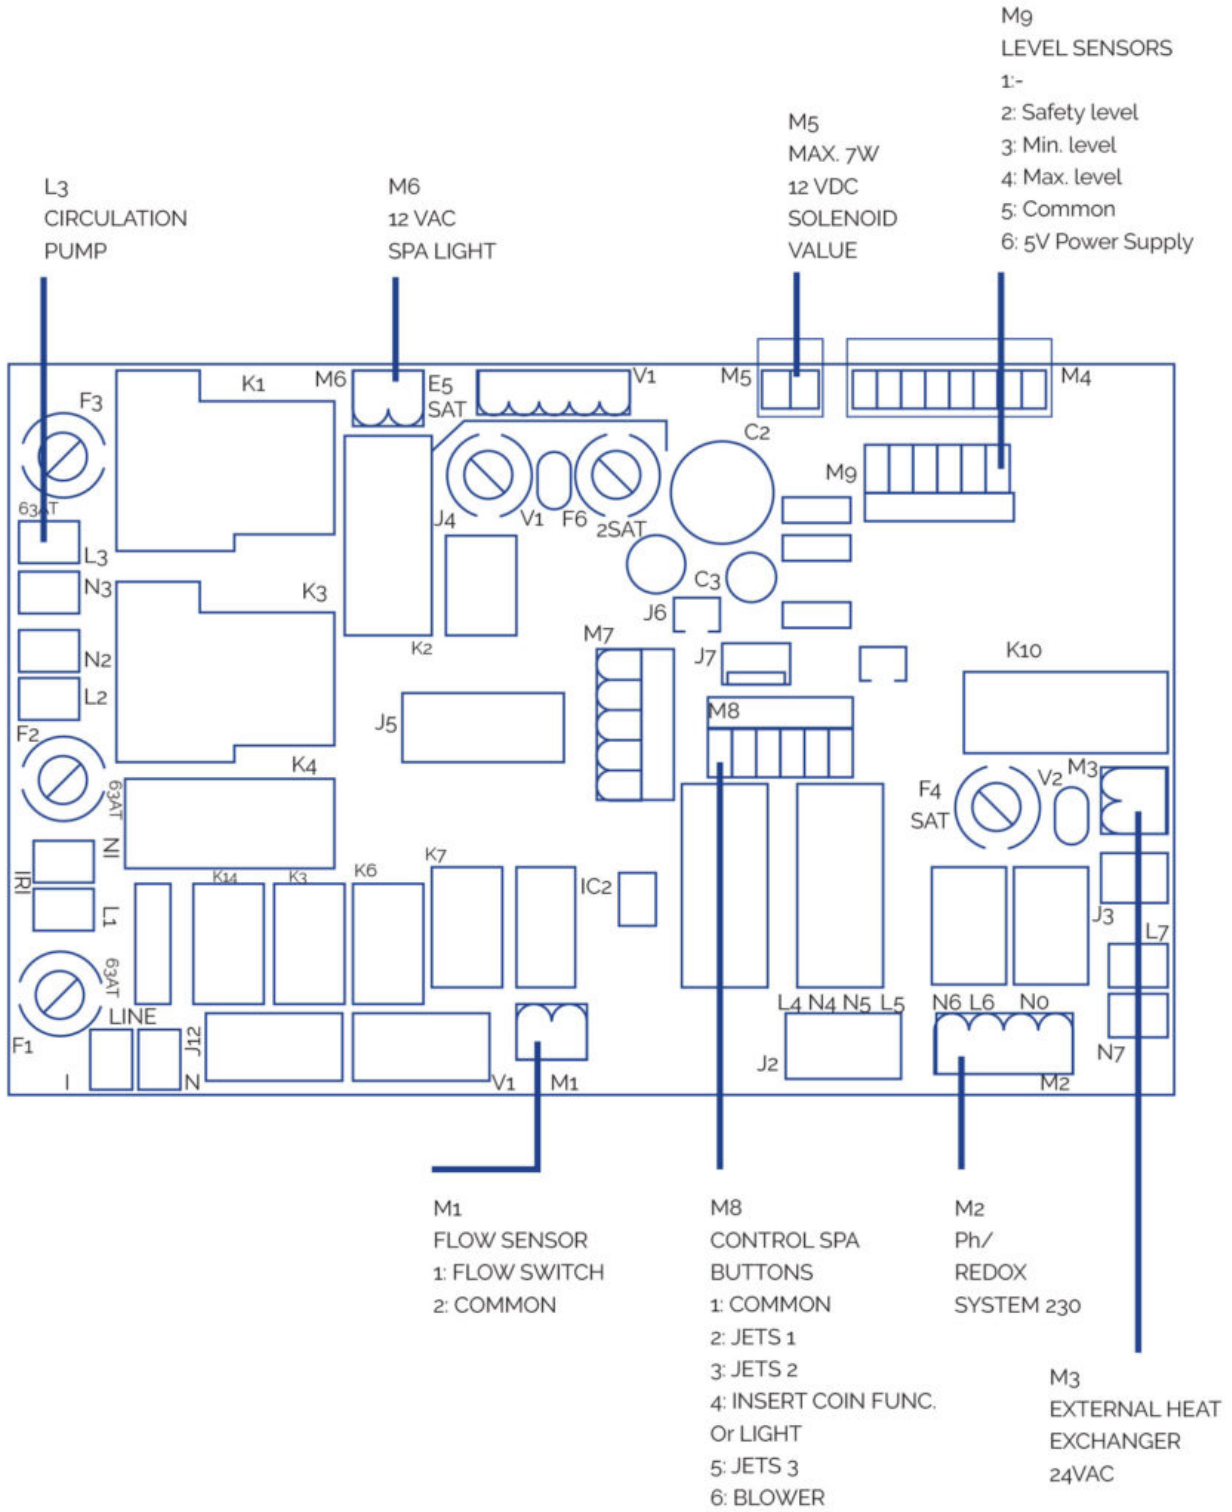 M9
LEVEL SENSORS
1:-
2: Safety level
3: Min. level
4: Max. level
5: Common
6: 5V Power Supply
M5
MAX. 7W
12 VDC
SOLENOID
VALUE
L3
CIRCULATION
PUMP
M6
12 VAC
SPA LIGHT
F3
K1
M6
E5
SAT
V1
M5
M4
C2
M9
63AT
J4
V1
F6
2SAT
L3
N3
K3
C3
J6
M7
K2
J7
K10
N2
L2
J5
M8
F2
K4
63AT
F4
SAT
V2
M3
NI
IRI
K14
K3
K6
K7
IC2
L1
J3
L7
63AT
LINE
F1
J12
I
N
V1
M1
L4 N4 N5 L5
J2
N6 L6 N0
M2
N7
M1
FLOW SENSOR
1: FLOW SWITCH
2: COMMON
M8
CONTROL SPA
BUTTONS
1: COMMON
2: JETS 1
3: JETS 2
4: INSERT COIN FUNC.
Or LIGHT
5: JETS 3
6: BLOWER
M2
Ph/
REDOX
SYSTEM 230
M3
EXTERNAL HEAT
EXCHANGER
24VAC